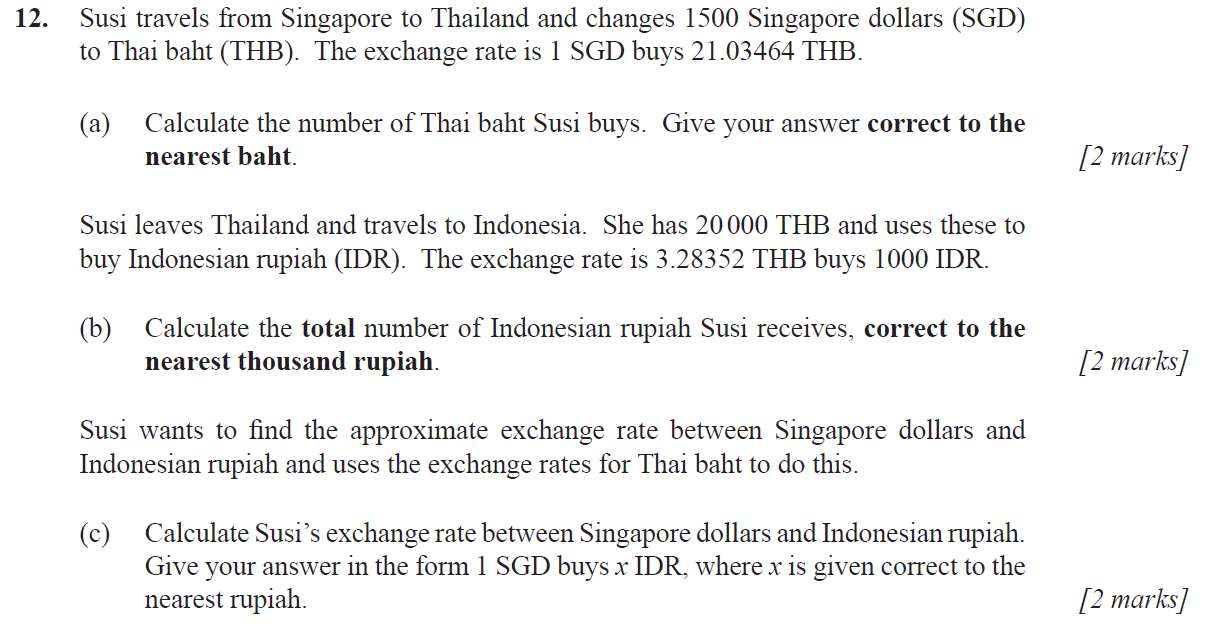 12. Susi travels from Singapore to Thailand and changes 1500 Singapore dollars (SGD)
to Thai baht (THB). The exchange rate is 1 SGD buys 21.03464 THB.
(a) Calculate the number of Thai baht Susi buys. Give your answer correct to the
nearest baht. [2 marks]
Susi leaves Thailand and travels to Indonesia. She has 20 000 THB and uses these to
buy Indonesian rupiah (IDR). The exchange rate is 3.28352 THB buys 1000 IDR.
(b) Calculate the total number of Indonesian rupiah Susi receives, correct to the
nearest thousand rupiah. [2 marks]
Susi wants to find the approximate exchange rate between Singapore dollars and
Indonesian rupiah and uses the exchange rates for Thai baht to do this.
(c) Calculate Susi’s exchange rate between Singapore dollars and Indonesian rupiah.
Give your answer in the form 1 SGD buys x IDR, where x is given correct to the
nearest rupiah. [2 marks]